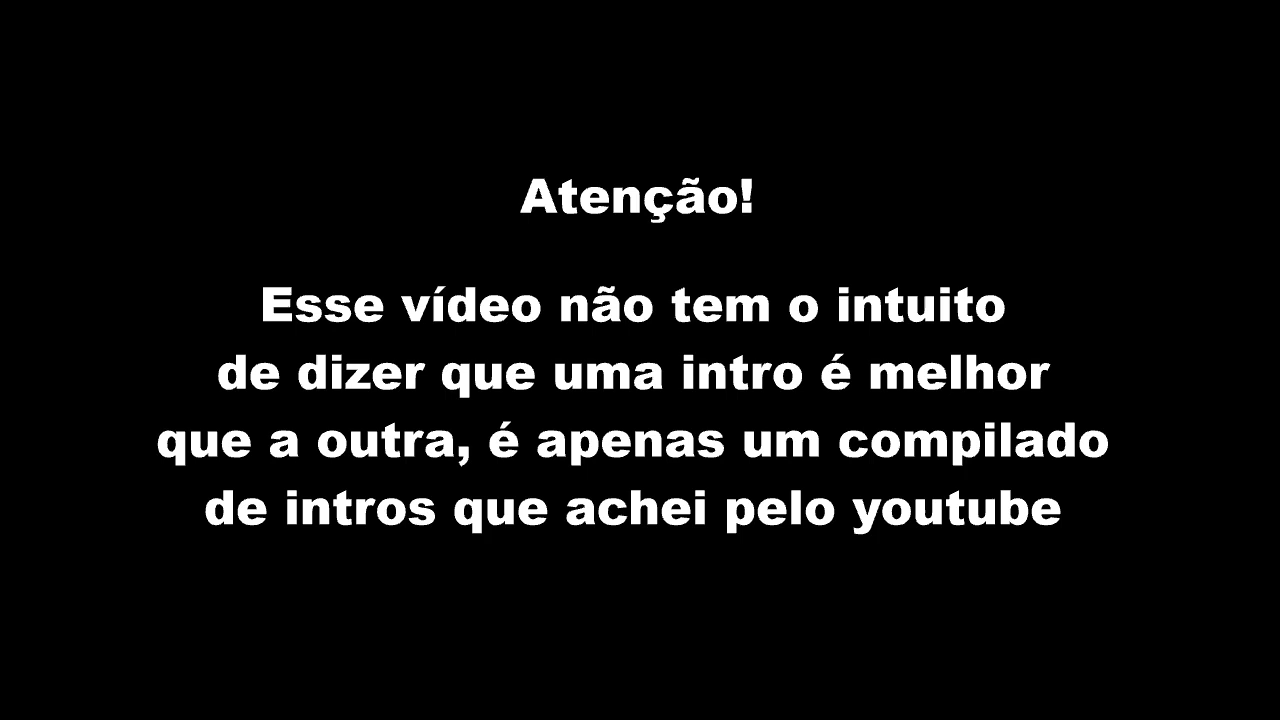 Atenção!
Esse vídeo não tem o intuito
de dizer que uma intro é melhor
que a outra, é apenas um compilado
de intros que achei pelo youtube